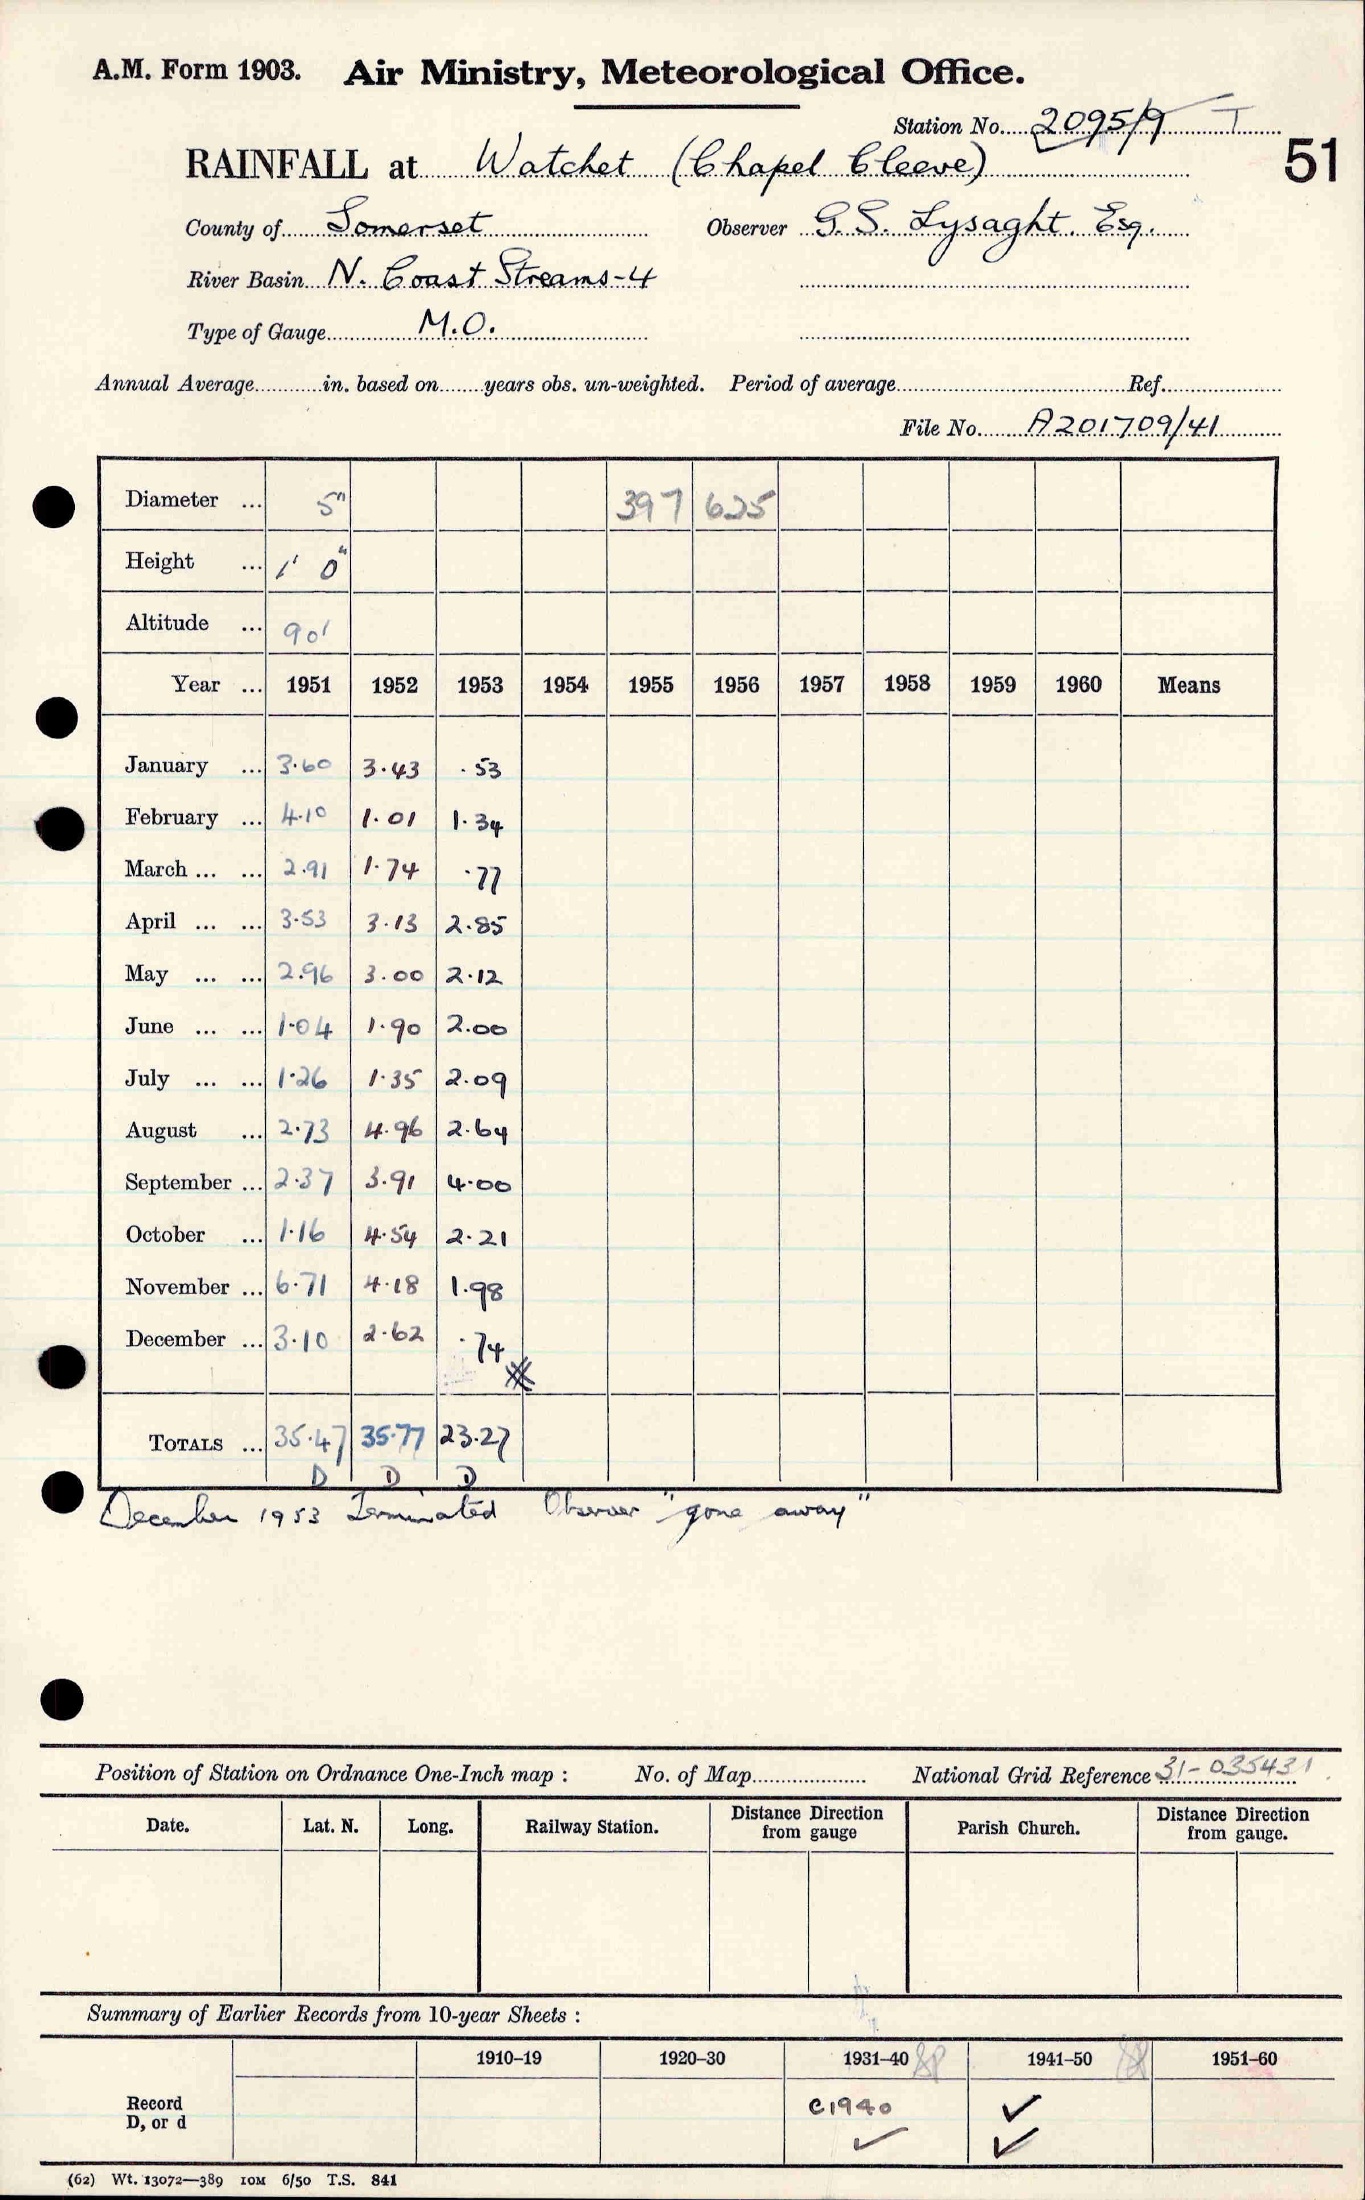 A.M. Form 1903. Air Ministry, Meteorological Office.
Station No. 2095/9 T
RAINFALL at Watchet (Chapel Cleeve) 51
County of Somerset Observer G.S. Lysaght. Esq.
River Basin N. Coast Streams-4
Type of Gauge M.O.
Annual Average in. based on years obs. un-weighted. Period of average Ref.
File No. A201709/41
Diameter ... 5" 397 625
Height ... 1' 0"
Altitude ... 90'
Year ... 1951 1952 1953 1954 1955 1956 1957 1958 1959 1960 Means
January ... 3.60 3.43 .53
February ... 4.10 1.01 1.34
March ... ... 2.91 1.74 .77
April ... ... 3.53 3.13 2.85
May ... ... 2.96 3.00 2.12
June ... ... 1.04 1.90 2.00
July ... ... 1.26 1.35 2.09
August ... 2.73 4.96 2.64
September ... 2.37 3.91 4.00
October ... 1.16 4.54 2.21
November ... 6.71 4.18 1.98
December ... 3.10 2.62 .74
TOTALS ... 35.47 35.77 23.27
D D D
December 1953 Terminated Observer "gone away"
Position of Station on Ordnance One-Inch map : No. of Map National Grid Reference 31-035431
Date. Lat. N. Long. Railway Station. Distance Direction from gauge Parish Church. Distance Direction from gauge.
Summary of Earlier Records from 10-year Sheets :
1910–19 1920–30 1931–40 1941–50 1951–60
Record c1940 ✓
D, or d ✓ ✓
(62) Wt. 13072—389 10M 6/50 T.S. 841